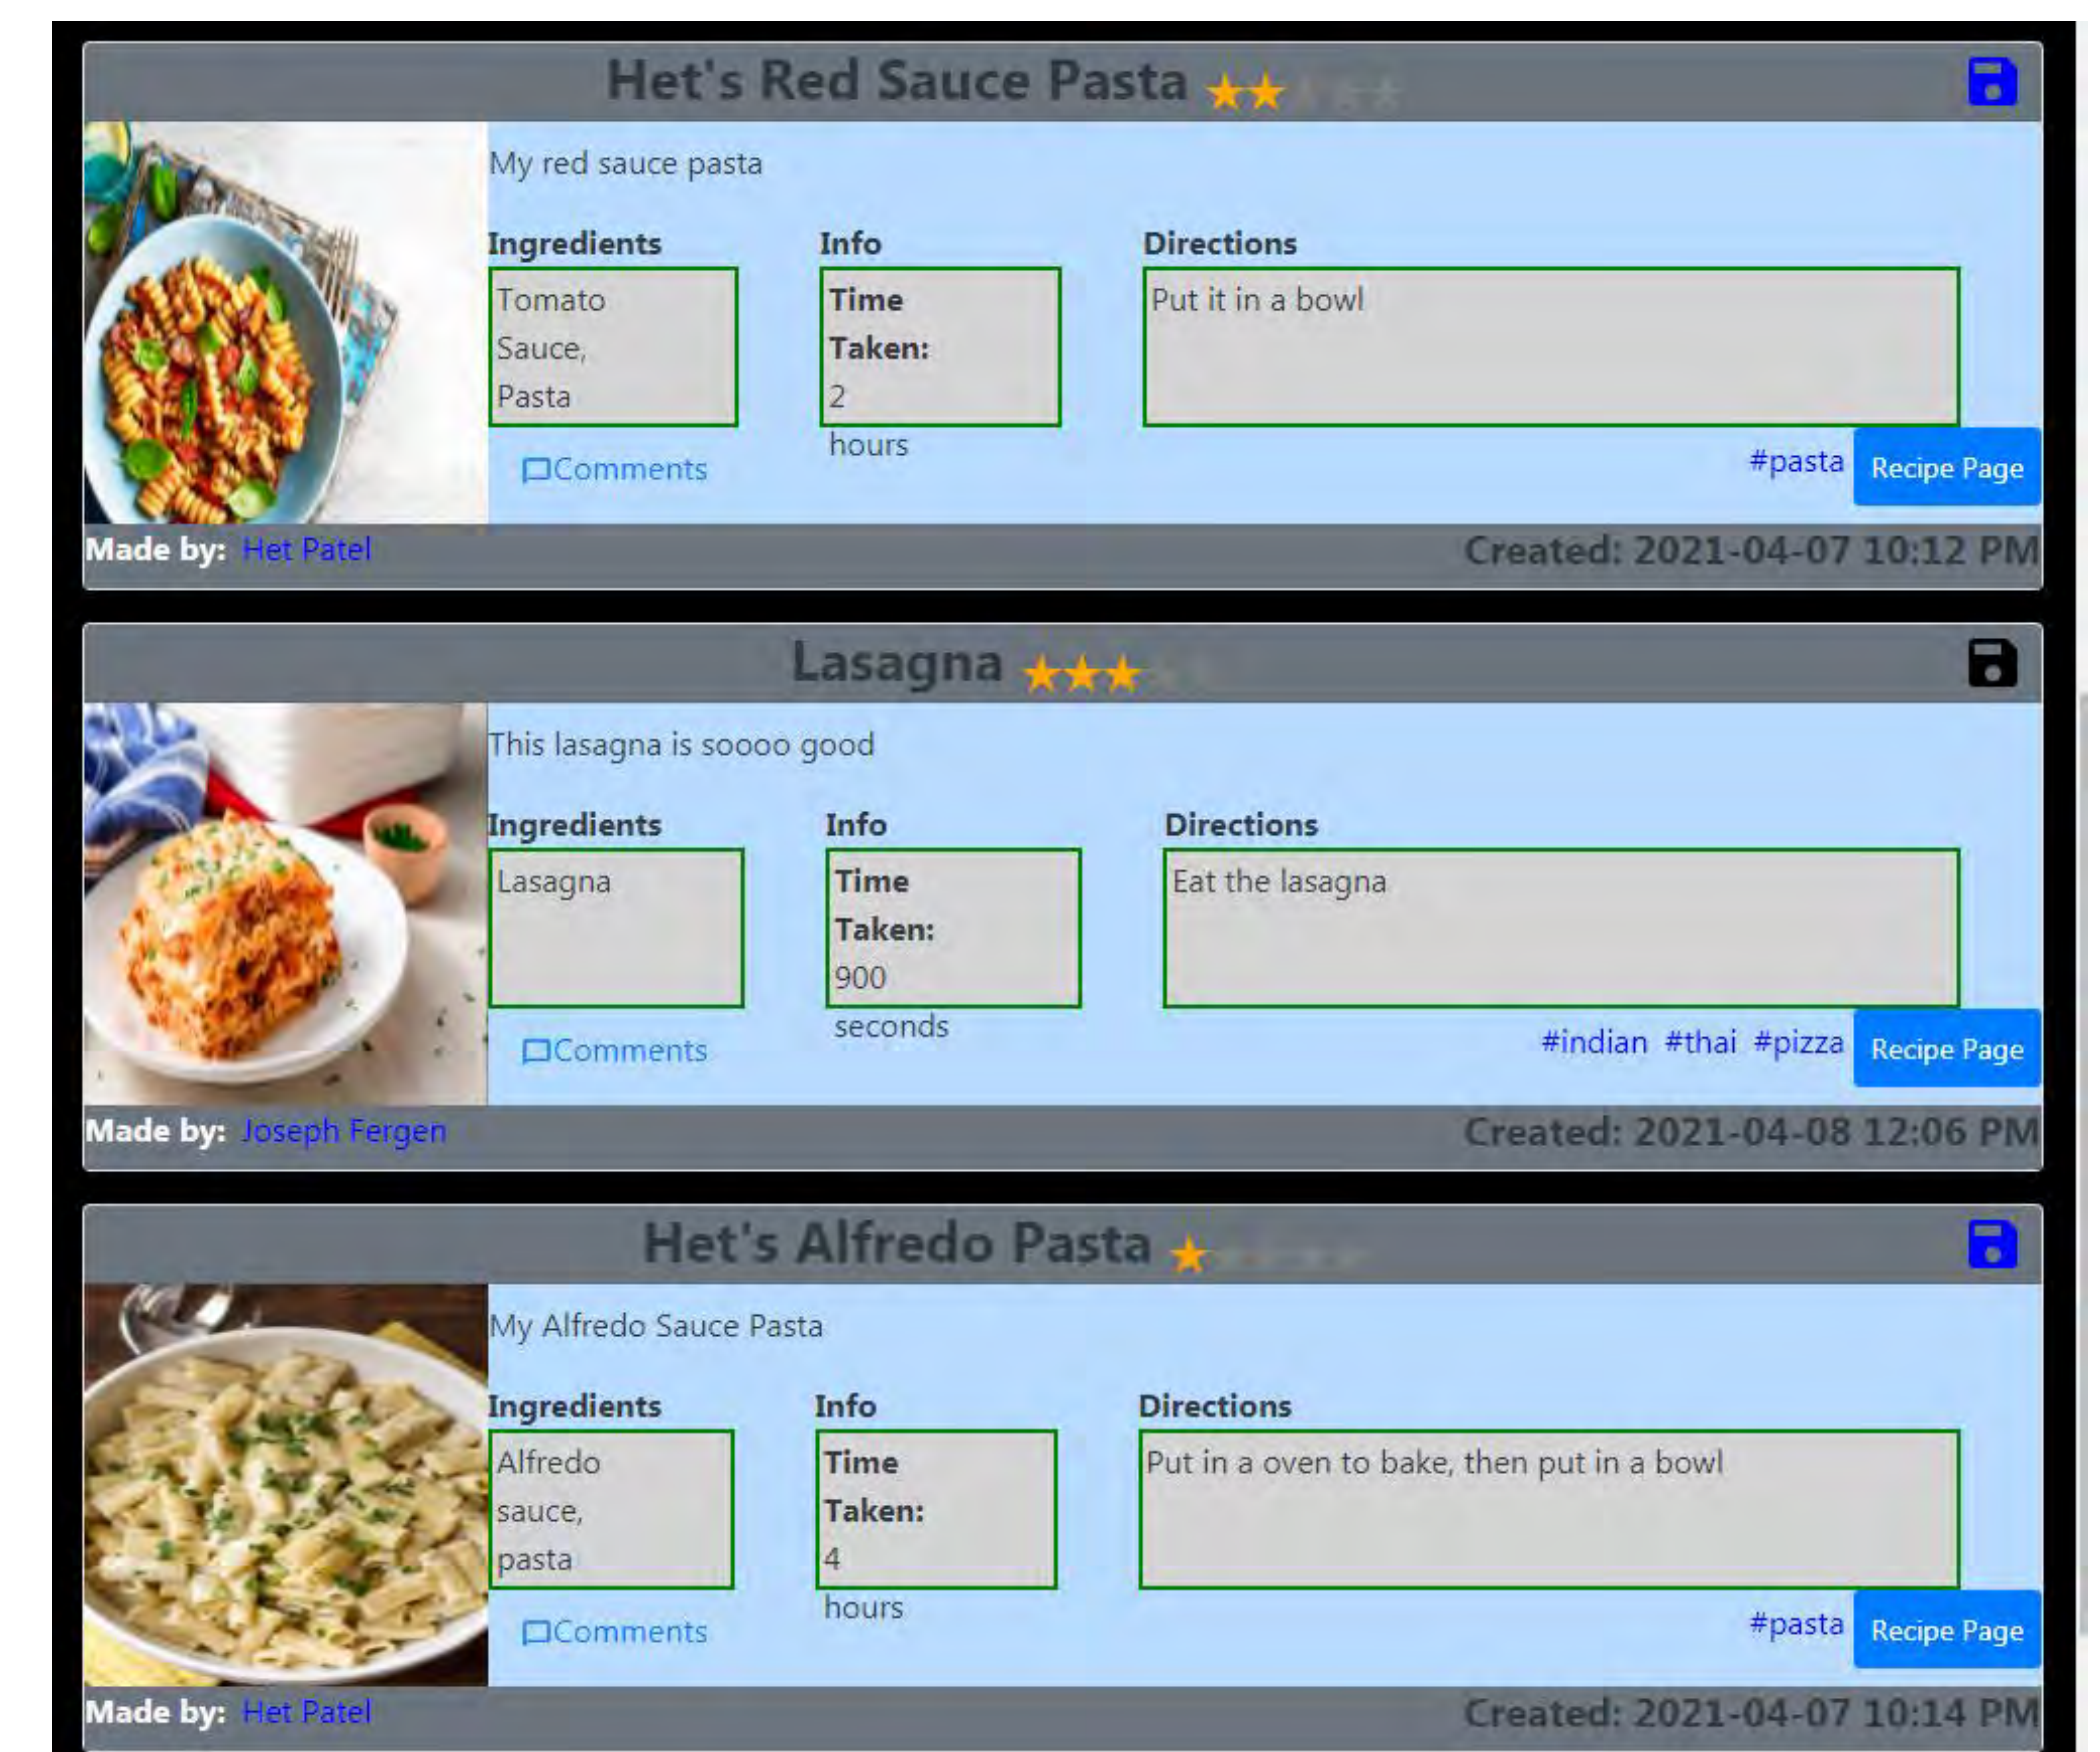 Het's Red Sauce Pasta
My red sauce pasta
Ingredients
Info
Directions
Tomato
Sauce,
Pasta
Time
Taken:
2
hours
Put it in a bowl
Comments
#pasta
Recipe Page
Made by: Het Patel
Created: 2021-04-07 10:12 PM
Lasagna
This lasagna is soooo good
Ingredients
Info
Directions
Lasagna
Time
Taken:
900
seconds
Eat the lasagna
Comments
#indian #thai #pizza
Recipe Page
Made by: Joseph Fergen
Created: 2021-04-08 12:06 PM
Het's Alfredo Pasta
My Alfredo Sauce Pasta
Ingredients
Info
Directions
Alfredo
sauce,
pasta
Time
Taken:
4
hours
Put in a oven to bake, then put in a bowl
Comments
#pasta
Recipe Page
Made by: Het Patel
Created: 2021-04-07 10:14 PM